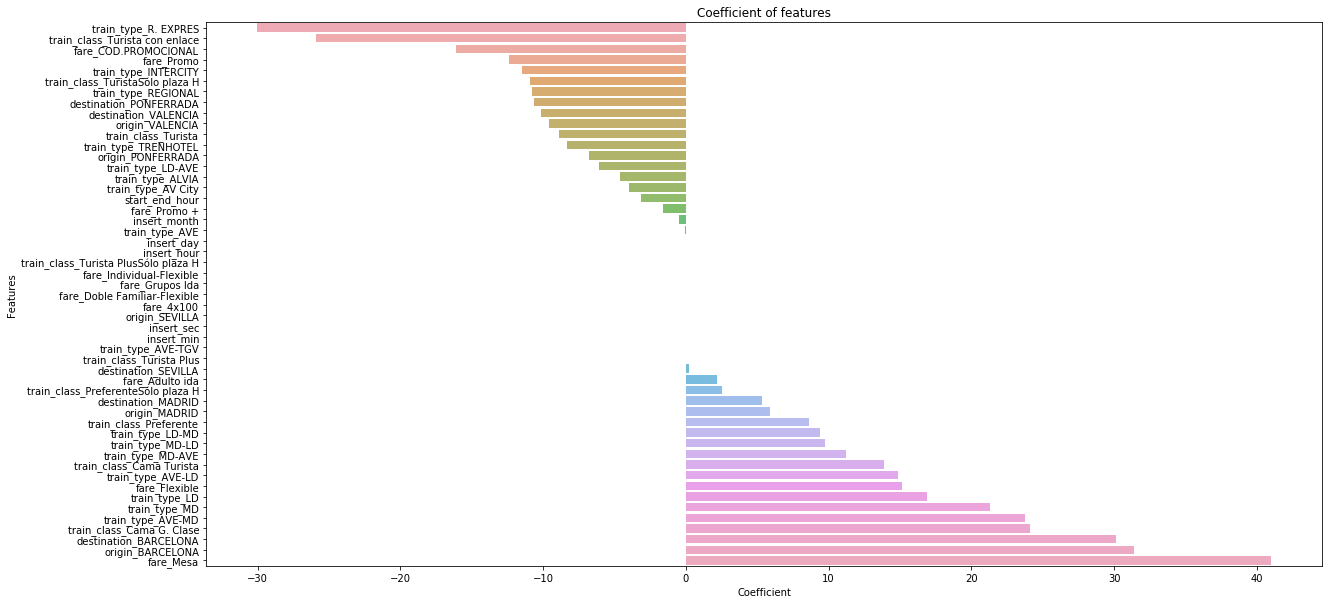 Coefficient of features
train_type_R. EXPRES
train_class_Turista con enlace
fare_COD.PROMOCIONAL
fare_Promo
train_type_INTERCITY
train_class_TuristaSólo plaza H
train_type_REGIONAL
destination_PONFERRADA
destination_VALENCIA
origin_VALENCIA
train_class_Turista
train_type_TRENHOTEL
origin_PONFERRADA
train_type_LD-AVE
train_type_ALVIA
train_type_AV City
start_end_hour
fare_Promo +
insert_month
train_type_AVE
insert_day
insert_hour
train_class_Turista PlusSólo plaza H
fare_Individual-Flexible
fare_Grupos Ida
fare_Doble Familiar-Flexible
fare_4x100
origin_SEVILLA
insert_sec
insert_min
train_type_AVE-TGV
train_class_Turista Plus
destination_SEVILLA
fare_Adulto ida
train_class_PreferenteSólo plaza H
destination_MADRID
origin_MADRID
train_class_Preferente
train_type_LD-MD
train_type_MD-LD
train_type_MD-AVE
train_class_Cama Turista
train_type_AVE-LD
fare_Flexible
train_type_LD
train_type_MD
train_type_AVE-MD
train_class_Cama G. Clase
destination_BARCELONA
origin_BARCELONA
fare_Mesa
Features
−30 −20 −10 0 10 20 30 40
Coefficient